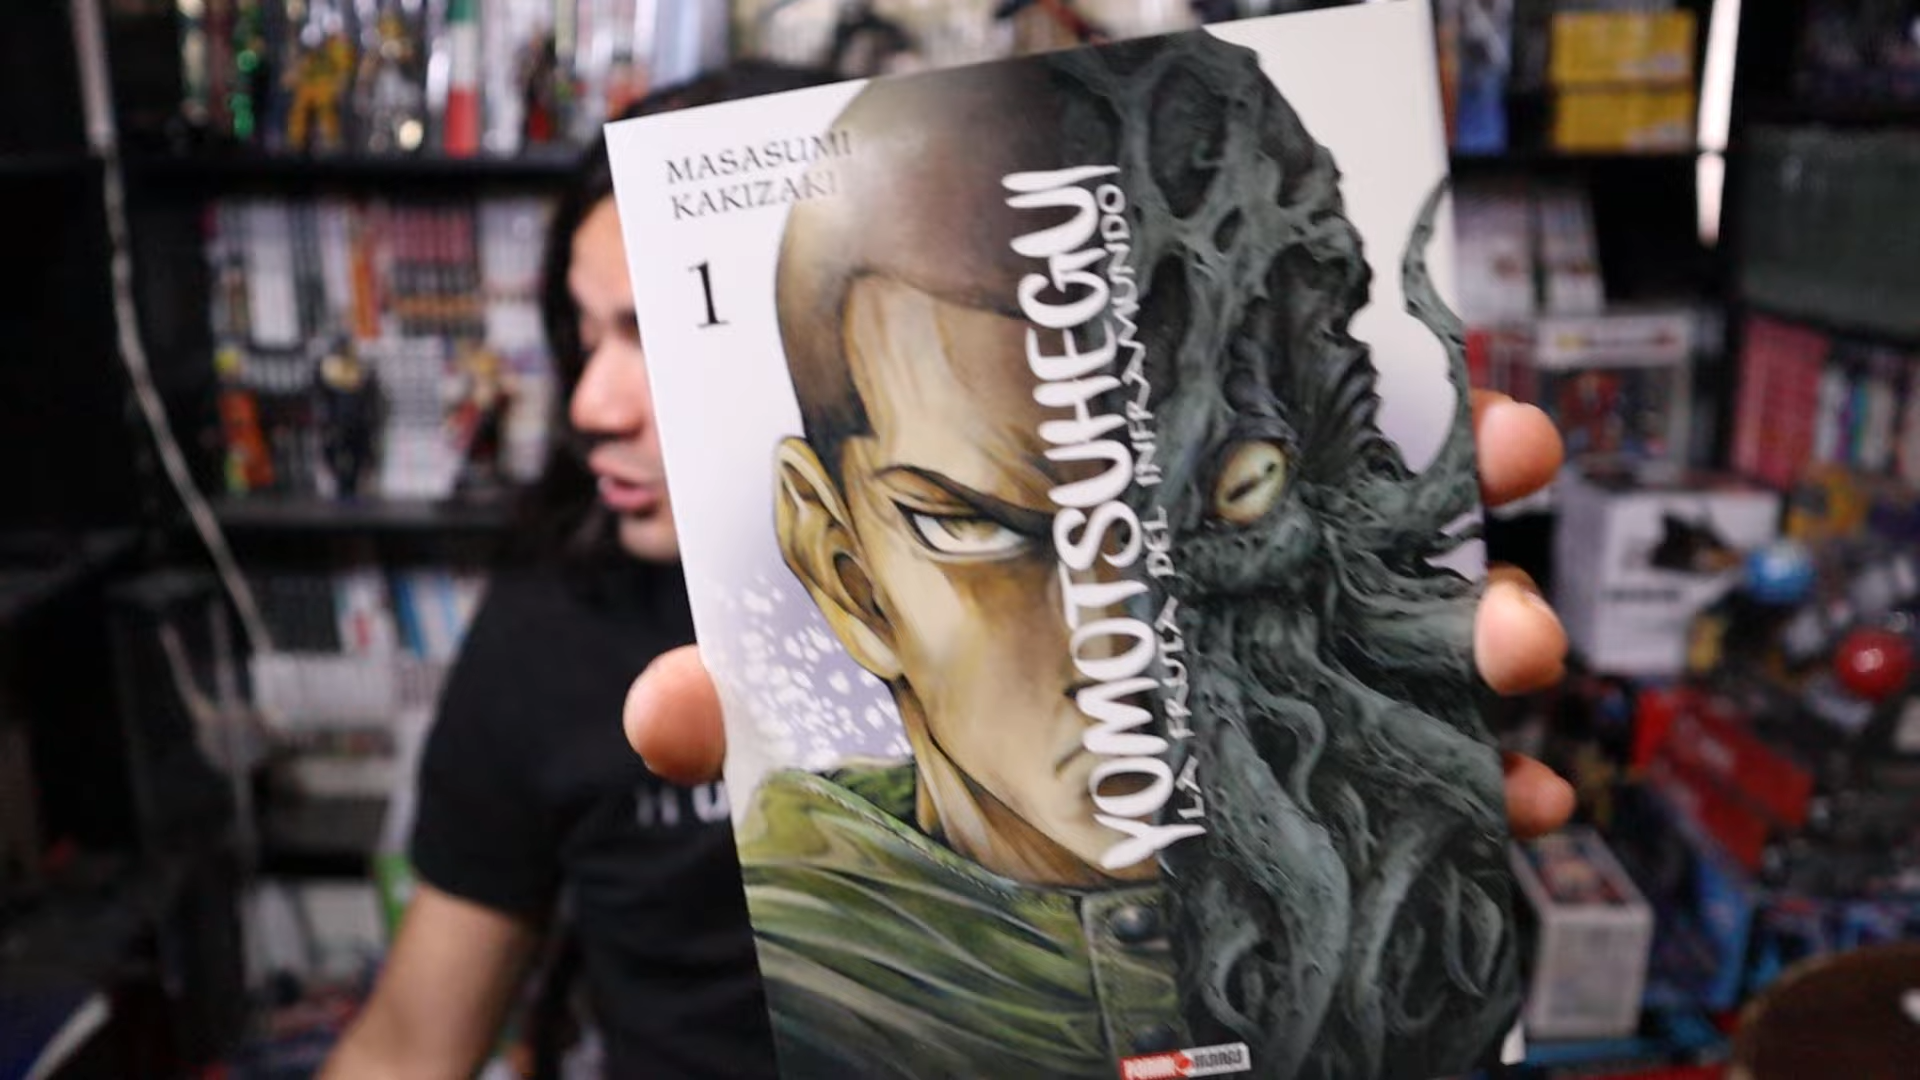 MASASUMI
KAKIZAKI
1
YOMOTSUHEGUI
LA FRUTA DEL INFRAMUNDO
PANINI MANGA